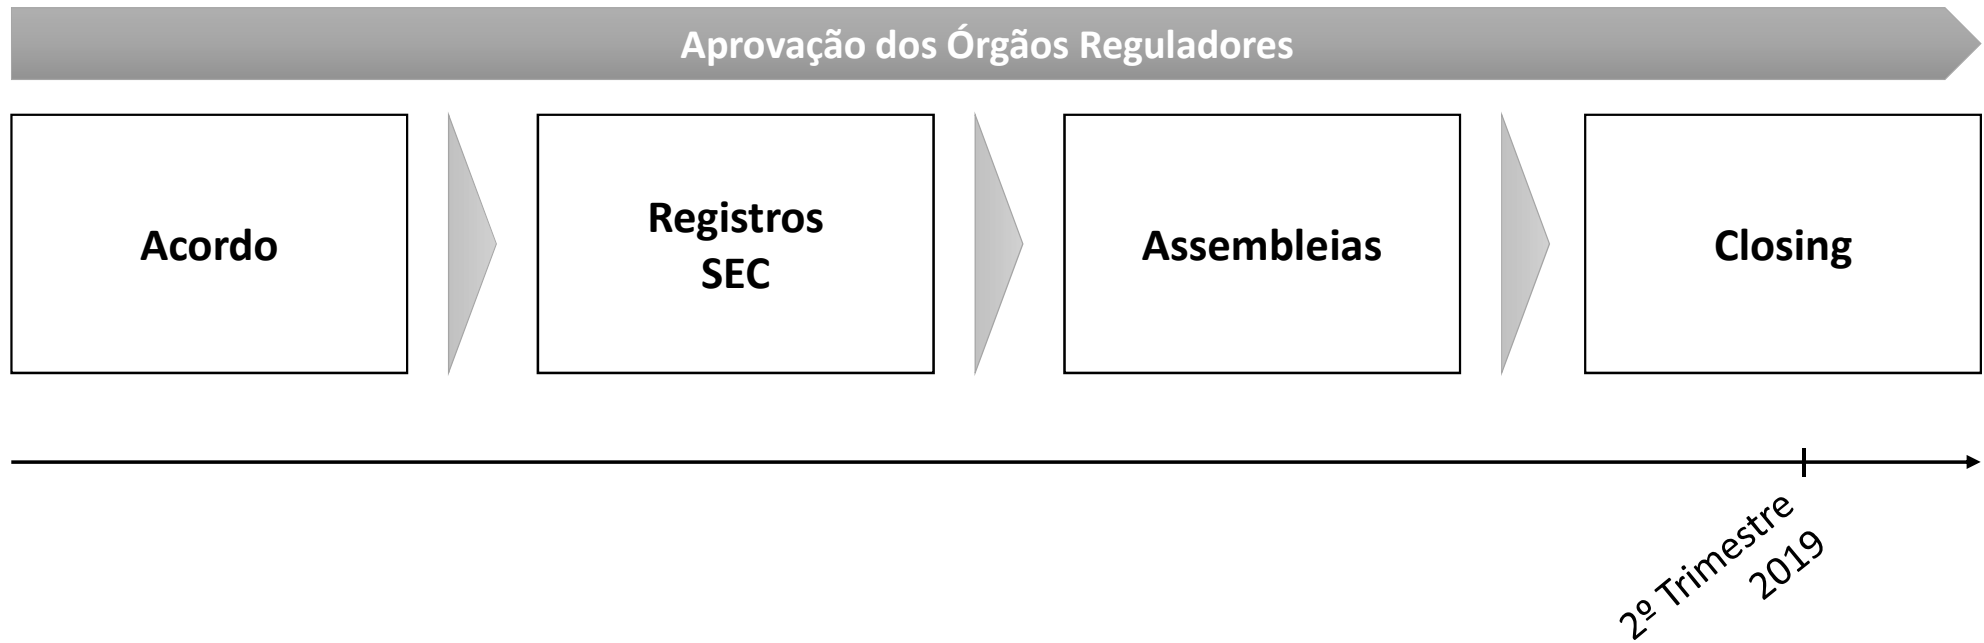 Aprovação dos Órgãos Reguladores
Acordo
Registros
SEC
Assembleias
Closing
2º Trimestre
2019